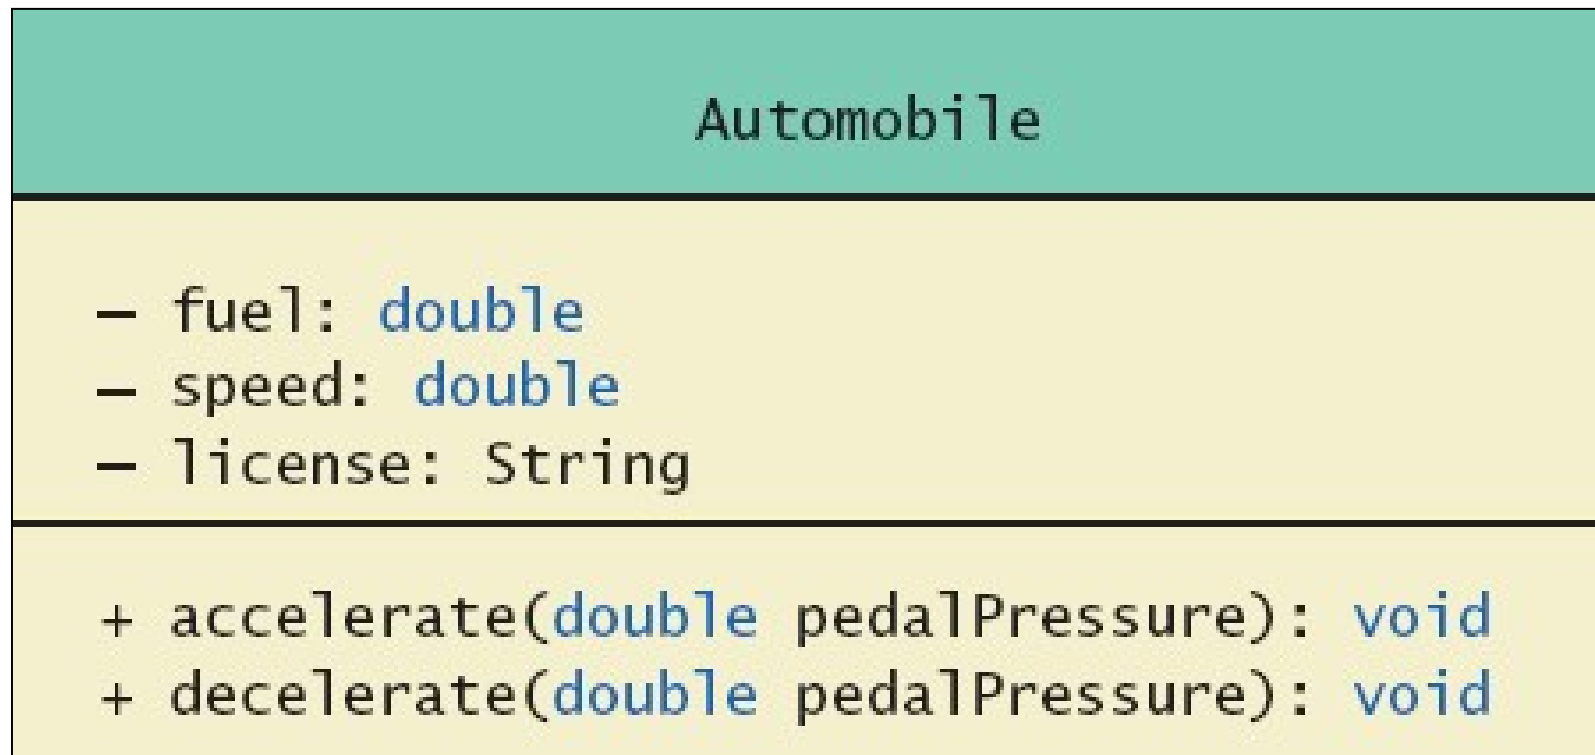 Automobile
– fuel: double
– speed: double
– license: String
+ accelerate(double pedalPressure): void
+ decelerate(double pedalPressure): void